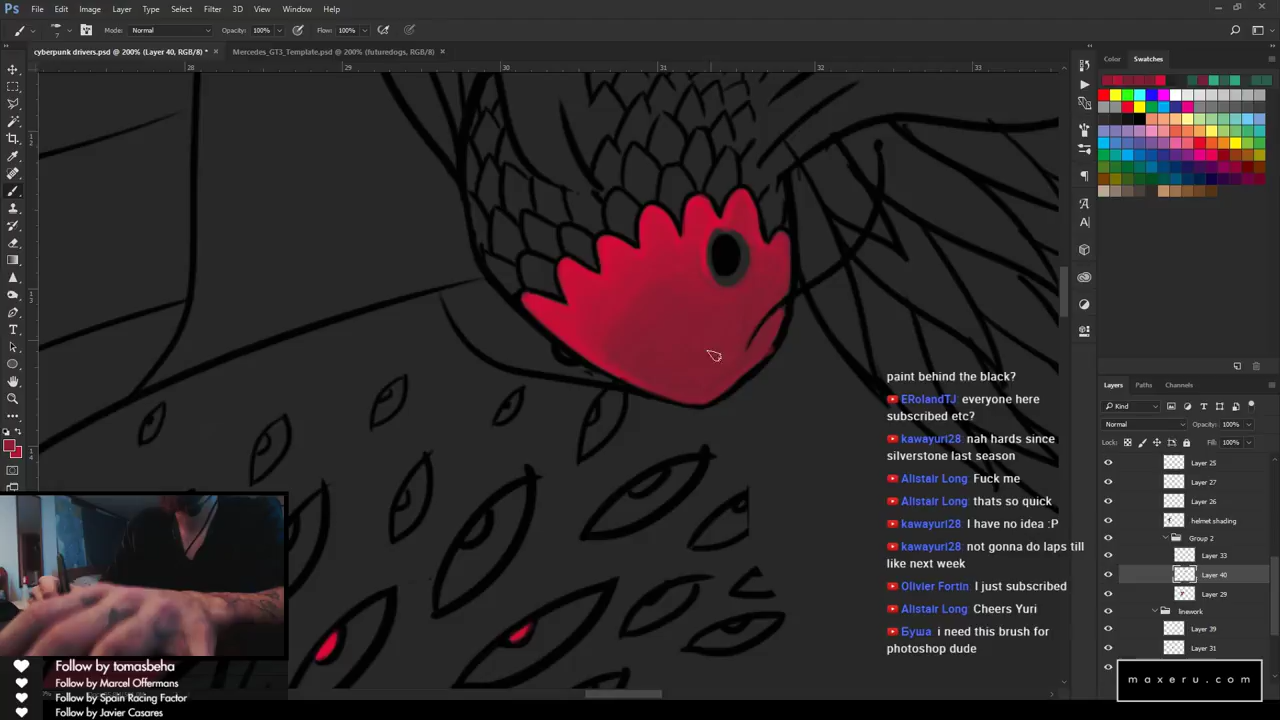 Ps File Edit Image Layer Type Select Filter 3D View Window Help
Mode: Normal Opacity: 100% Flow: 100%
cyberpunk drivers.psd @ 200% (Layer 40, RGB/8) * × Mercedes_GT3_Template.psd @ 200% (futuredogs, RGB/8) ×
28 29 30 31 32 33
Color Swatches
paint behind the black?
ERolandTJ: everyone here
subscribed etc?
kawayuri28: nah hards since
silverstone last season
Alistair Long: Fuck me
Alistair Long: thats so quick
kawayuri28: I have no idea :P
kawayuri28: not gonna do laps till
like next week
Olivier Fortin: I just subscribed
Alistair Long: Cheers Yuri
Буша: i need this brush for
photoshop dude
Layers Paths Channels
Kind
Normal Opacity: 100%
Lock: Fill: 100%
Layer 25
Layer 27
Layer 26
helmet shading
Group 2
Layer 33
Layer 40
Layer 29
linework
Layer 39
Layer 31
maxeru.com
Follow by tomasbeha
Follow by Marcel Offermans
Follow by Spain Racing Factor
Follow by Javier Casares